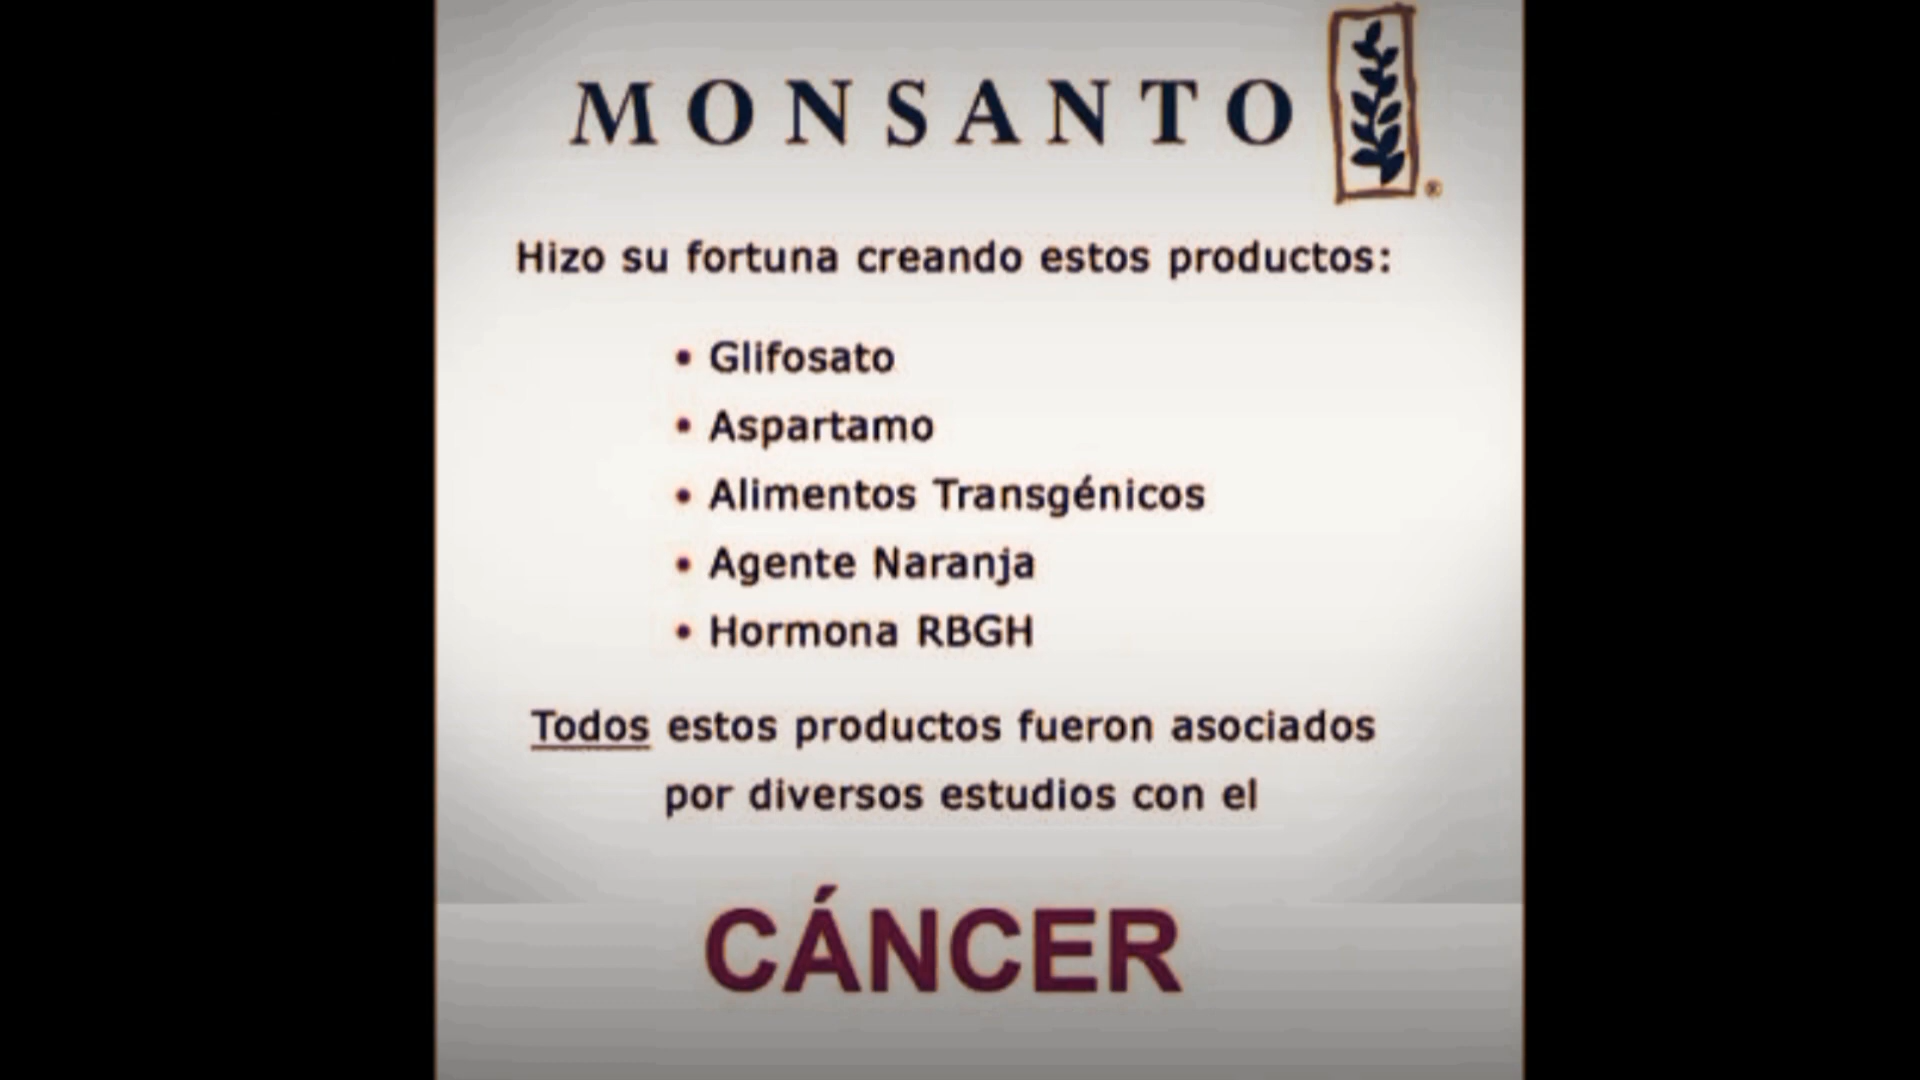 MONSANTO ®
Hizo su fortuna creando estos productos:
• Glifosato
• Aspartamo
• Alimentos Transgénicos
• Agente Naranja
• Hormona RBGH
Todos estos productos fueron asociados
por diversos estudios con el
CÁNCER